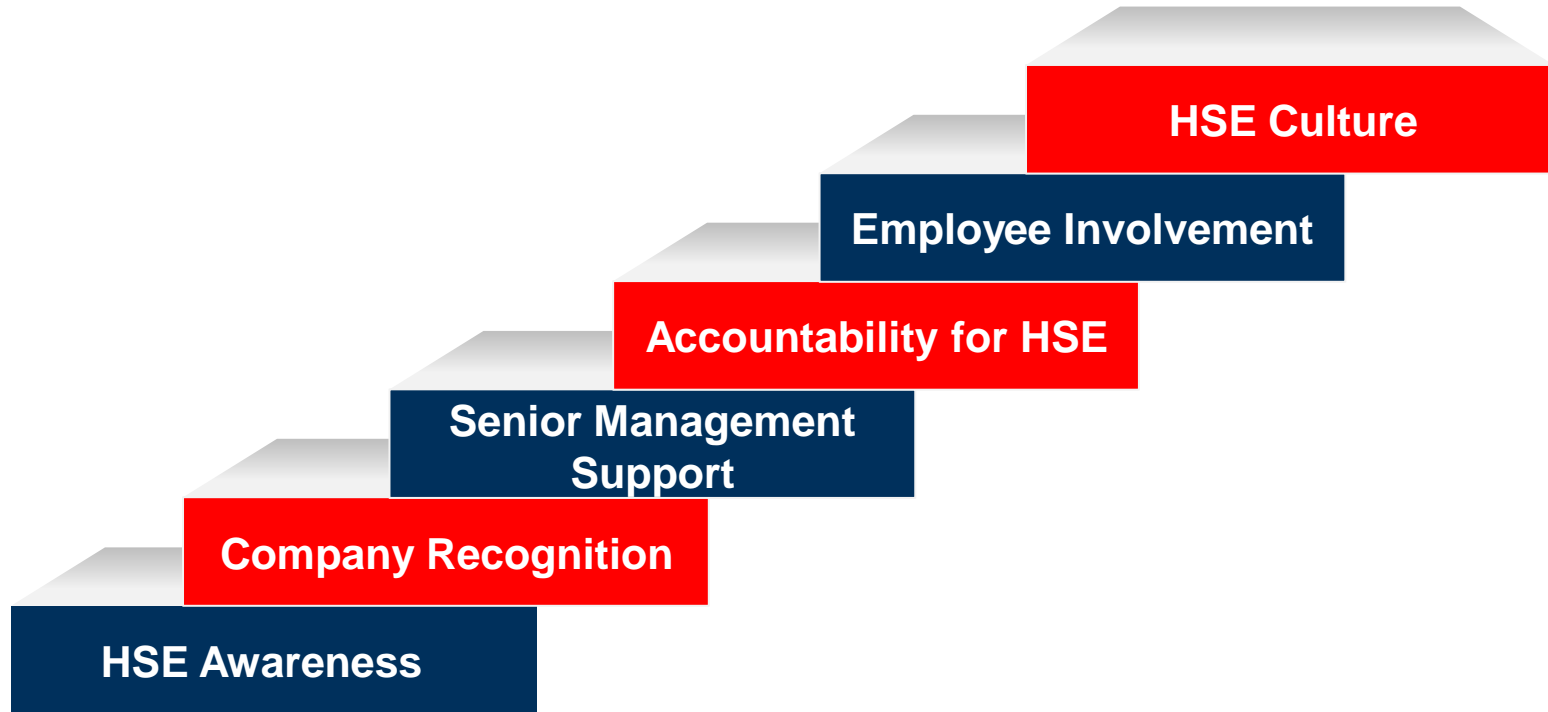 HSE Culture
Employee Involvement
Accountability for HSE
Senior Management
Support
Company Recognition
HSE Awareness